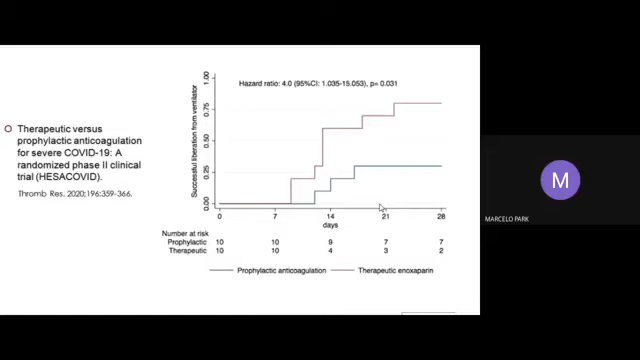 Therapeutic versus
prophylactic anticoagulation
for severe COVID-19: A
randomized phase II clinical
trial (HESACOVID).
Thromb Res. 2020;196:359-366.
Hazard ratio: 4.0 (95%CI: 1.035-15.053), p= 0.031
Successful liberation from ventilator
1.00
0.75
0.50
0.25
0.00
0 7 14 21 28
days
Number at risk
Prophylactic 10 10 9 7 7
Therapeutic 10 10 4 3 2
Prophylactic anticoagulation Therapeutic enoxaparin
M
MARCELO PARK